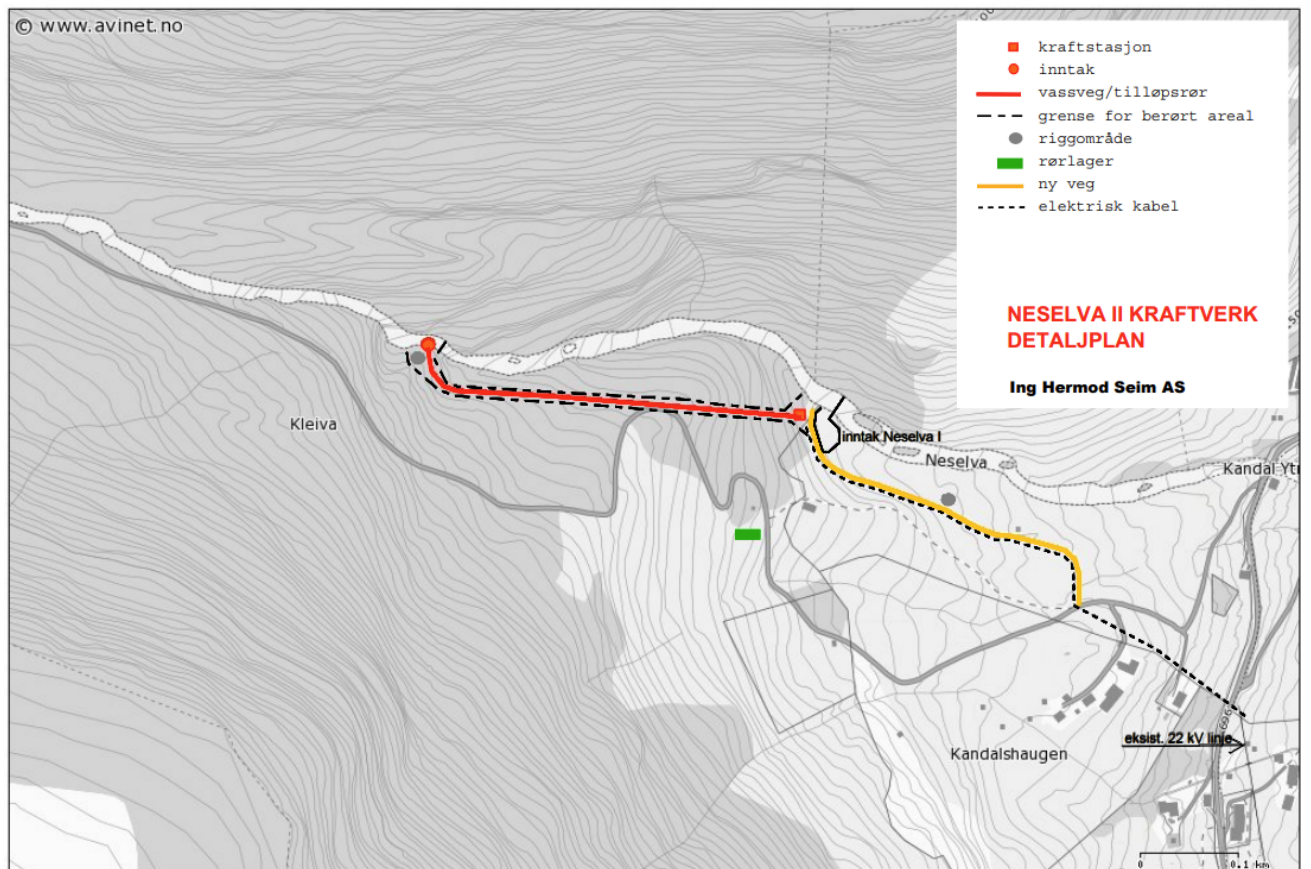 © www.avinet.no
kraftstasjon
inntak
vassveg/tilløpsrør
grense for berørt areal
riggområde
rørlager
ny veg
elektrisk kabel
NESELVA II KRAFTVERK
DETALJPLAN
Ing Hermod Seim AS
Kleiva
inntak Neselva I
Neselva
Kandal Yt
Kandalshaugen
eksist. 22 kV linje
0
0.1 km